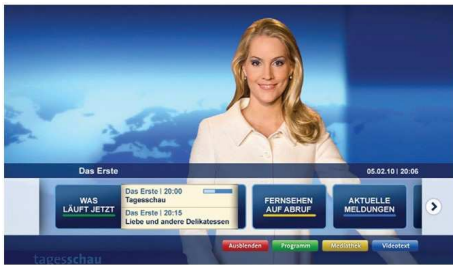 Das Erste
05.02.10 | 20:06
WAS
LÄUFT JETZT
Das Erste | 20:00
Tagesschau
Das Erste | 20:15
Liebe und andere Delikatessen
FERNSEHEN
AUF ABRUF
AKTUELLE
MELDUNGEN
Ausblenden
Programm
Mediathek
Videotext
tagesschau